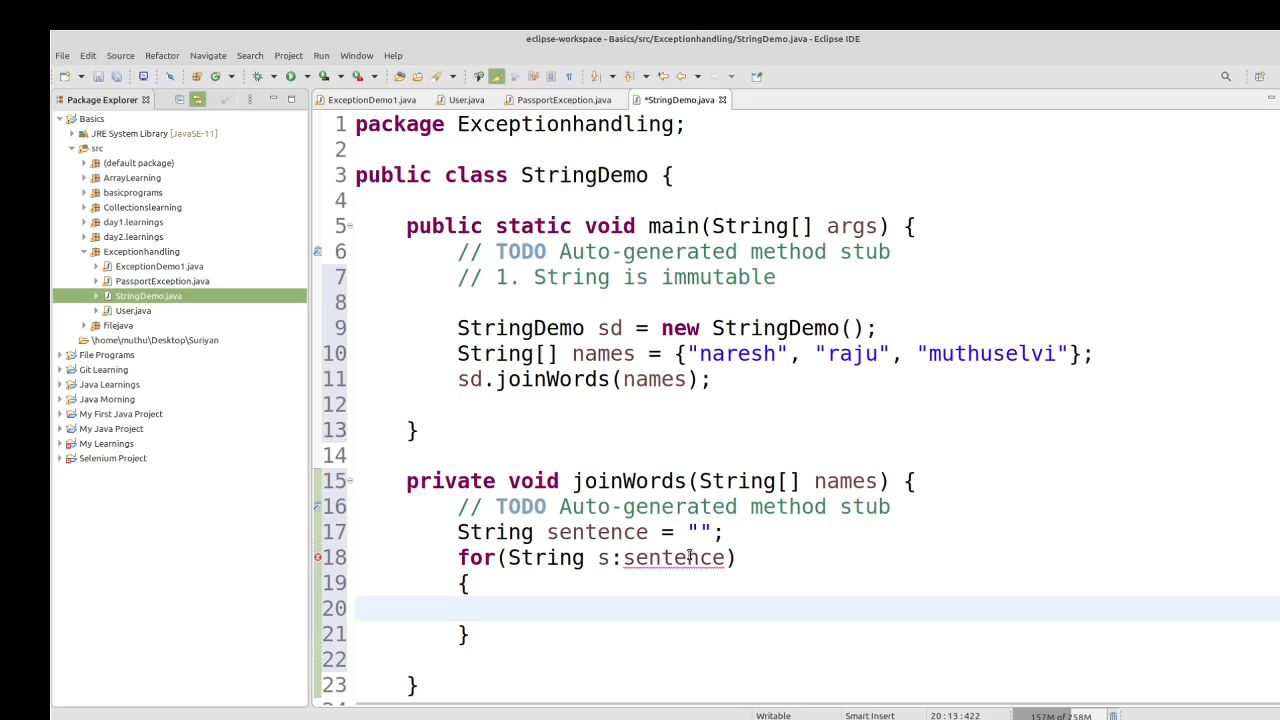 eclipse-workspace - Basics/src/Exceptionhandling/StringDemo.java - Eclipse IDE
File Edit Source Refactor Navigate Search Project Run Window Help
Package Explorer
ExceptionDemo1.java User.java PassportException.java *StringDemo.java
Basics
JRE System Library [JavaSE-11]
src
(default package)
ArrayLearning
basicprograms
Collectionslearning
day1.learnings
day2.learnings
Exceptionhandling
ExceptionDemo1.java
PassportException.java
StringDemo.java
User.java
filejava
\home\muthu\Desktop\Suriyan
File Programs
Git Learning
Java Learnings
Java Morning
My First Java Project
My Java Project
My Learnings
Selenium Project
1 package Exceptionhandling;
2
3 public class StringDemo {
4
5 public static void main(String[] args) {
6 // TODO Auto-generated method stub
7 // 1. String is immutable
8
9 StringDemo sd = new StringDemo();
10 String[] names = {"naresh", "raju", "muthuselvi"};
11 sd.joinWords(names);
12
13 }
14
15 private void joinWords(String[] names) {
16 // TODO Auto-generated method stub
17 String sentence = "";
18 for(String s:sentence)
19 {
20
21 }
22
23 }
Writable Smart Insert 20 : 13 : 422 157M of 258M